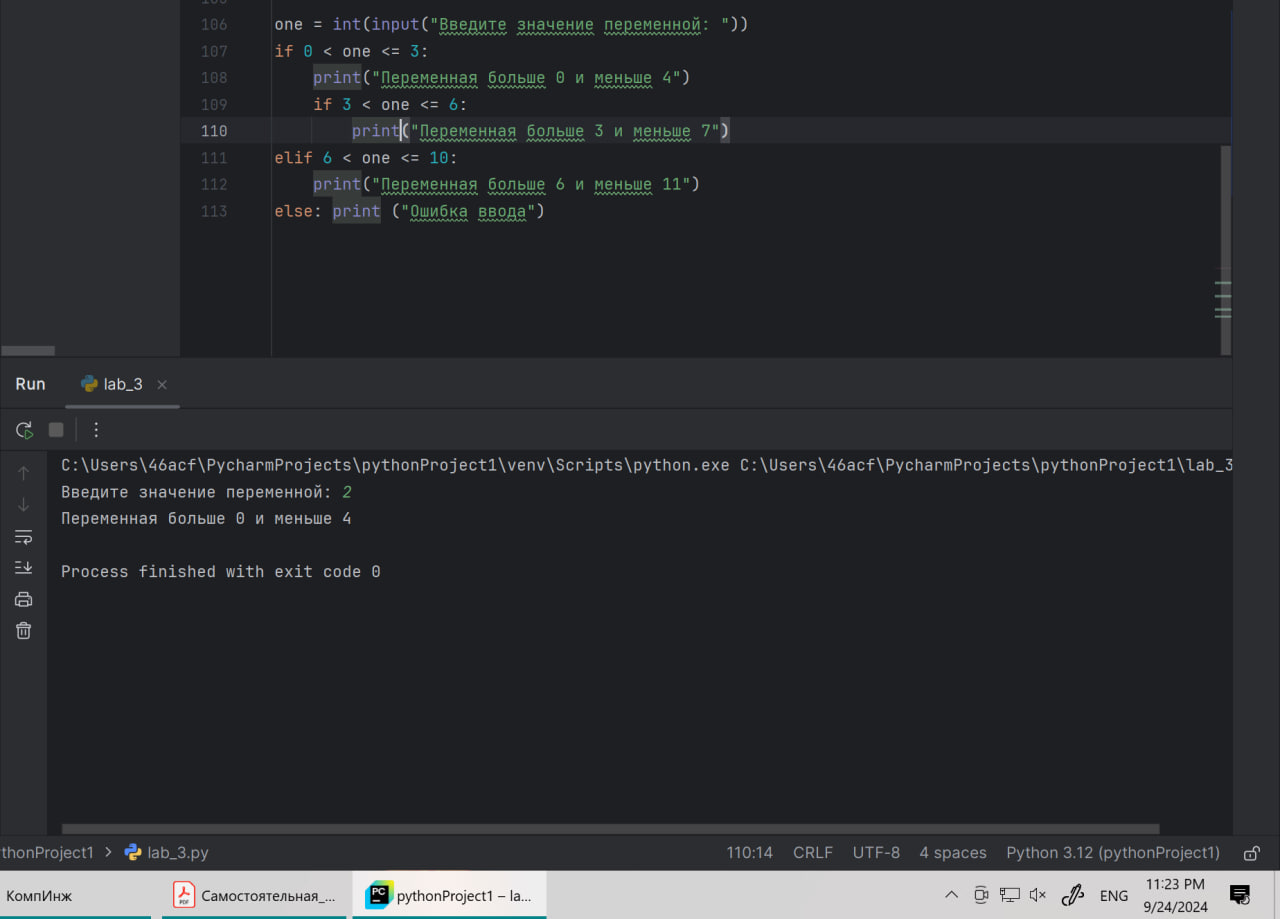 106 one = int(input("Введите значение переменной: "))
107 if 0 < one <= 3:
108     print("Переменная больше 0 и меньше 4")
109     if 3 < one <= 6:
110         print("Переменная больше 3 и меньше 7")
111 elif 6 < one <= 10:
112     print("Переменная больше 6 и меньше 11")
113 else: print ("Ошибка ввода")
Run lab_3
C:\Users\46acf\PycharmProjects\pythonProject1\venv\Scripts\python.exe C:\Users\46acf\PycharmProjects\pythonProject1\lab_3
Введите значение переменной: 2
Переменная больше 0 и меньше 4
Process finished with exit code 0
thonProject1 > lab_3.py 110:14 CRLF UTF-8 4 spaces Python 3.12 (pythonProject1)
КомпИнж PDF Самостоятельная_... PC pythonProject1 – la... ENG 11:23 PM
9/24/2024